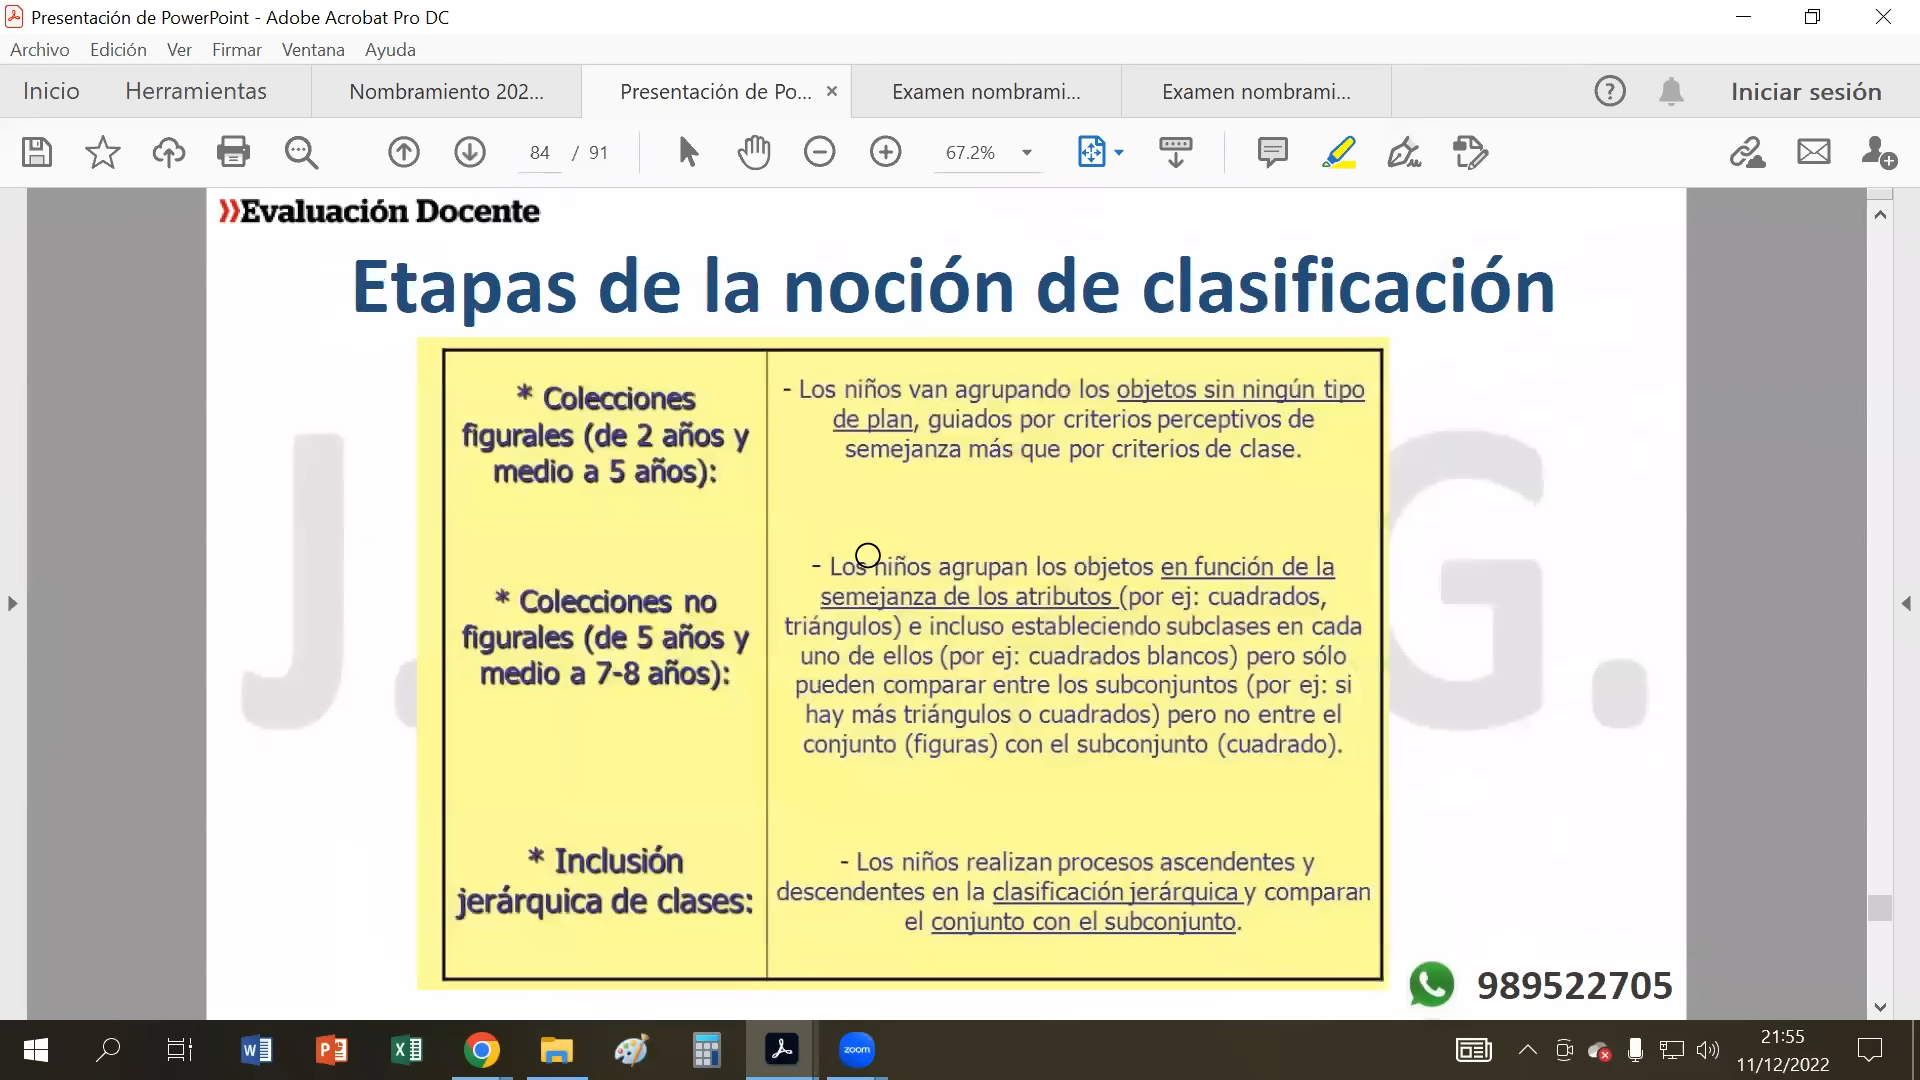 Presentación de PowerPoint - Adobe Acrobat Pro DC
Archivo Edición Ver Firmar Ventana Ayuda
Inicio Herramientas Nombramiento 202... Presentación de Po... Examen nombrami... Examen nombrami... Iniciar sesión
84 / 91 67.2%
Evaluación Docente
Etapas de la noción de clasificación
* Colecciones
figurales (de 2 años y
medio a 5 años):
- Los niños van agrupando los objetos sin ningún tipo
de plan, guiados por criterios perceptivos de
semejanza más que por criterios de clase.
* Colecciones no
figurales (de 5 años y
medio a 7-8 años):
- Los niños agrupan los objetos en función de la
semejanza de los atributos (por ej: cuadrados,
triángulos) e incluso estableciendo subclases en cada
uno de ellos (por ej: cuadrados blancos) pero sólo
pueden comparar entre los subconjuntos (por ej: si
hay más triángulos o cuadrados) pero no entre el
conjunto (figuras) con el subconjunto (cuadrado).
* Inclusión
jerárquica de clases:
- Los niños realizan procesos ascendentes y
descendentes en la clasificación jerárquica y comparan
el conjunto con el subconjunto.
J. G.
989522705
zoom
21:55
11/12/2022